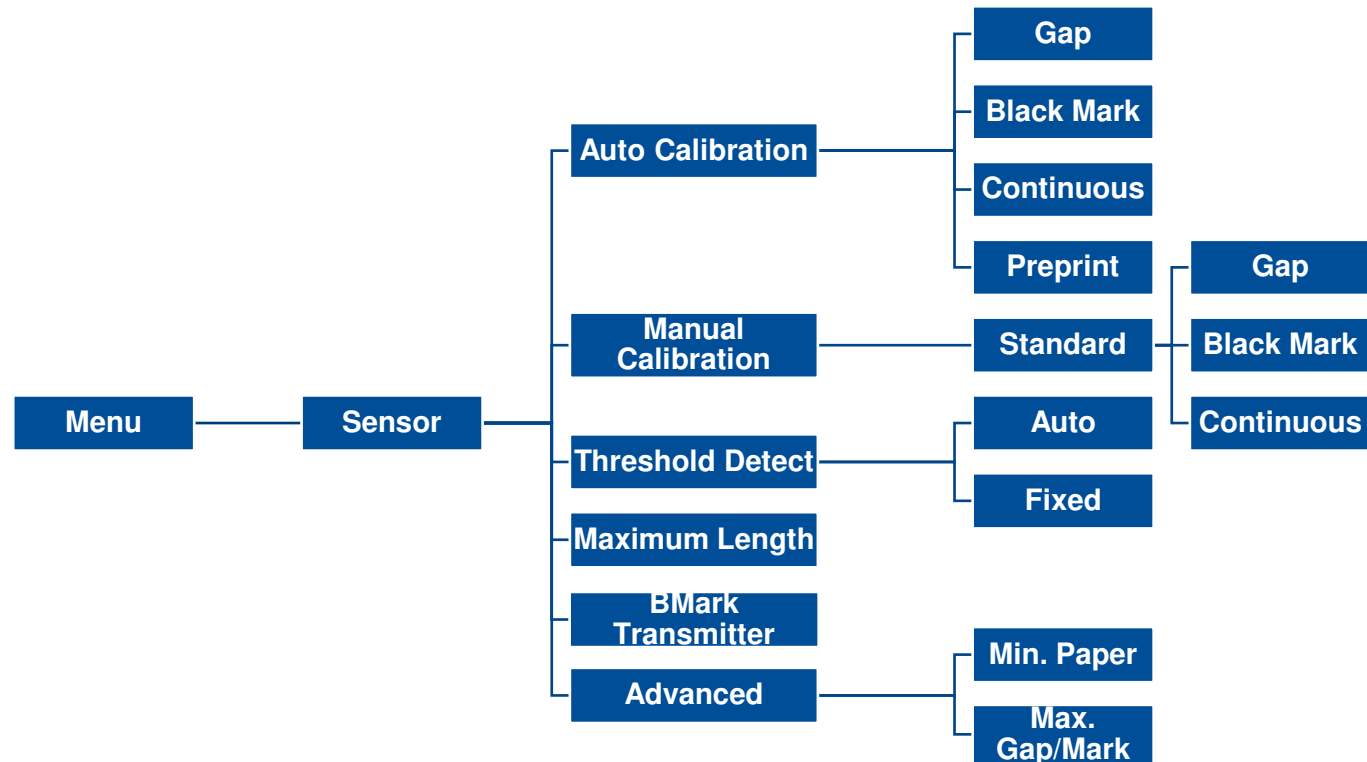 Menu
Sensor
Auto Calibration
Gap
Black Mark
Continuous
Preprint
Manual
Calibration
Standard
Gap
Black Mark
Continuous
Threshold Detect
Auto
Fixed
Maximum Length
BMark
Transmitter
Advanced
Min. Paper
Max.
Gap/Mark